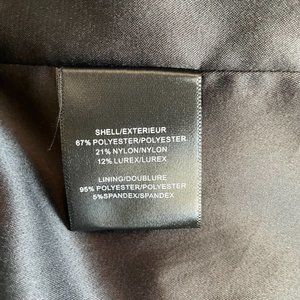 SHELL/EXTERIEUR
67% POLYESTER/POLYESTER
21% NYLON/NYLON
12% LUREX/LUREX
LINING/DOUBLURE
95% POLYESTER/POLYESTER
5%SPANDEX/SPANDEX